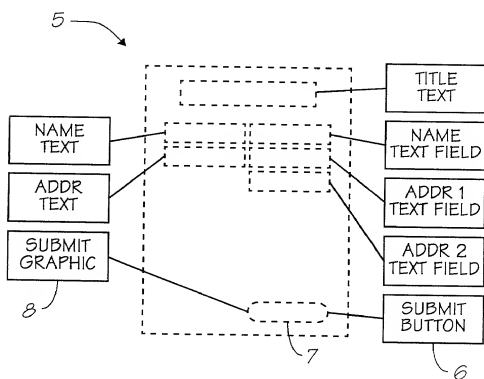 5
TITLE
TEXT
NAME
TEXT
NAME
TEXT FIELD
ADDR
TEXT
ADDR 1
TEXT FIELD
SUBMIT
GRAPHIC
ADDR 2
TEXT FIELD
8
7
SUBMIT
BUTTON
6